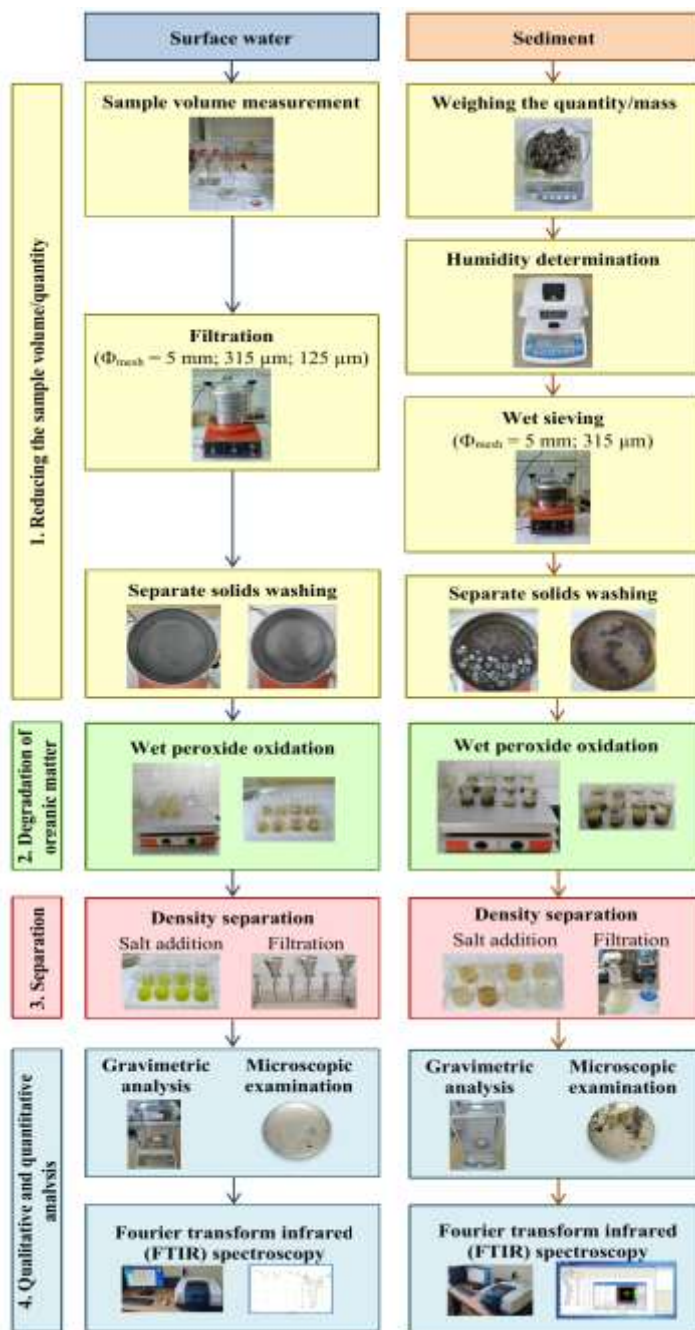 Surface water
Sediment
1. Reducing the sample volume/quantity
Sample volume measurement
Filtration
(Φmesh = 5 mm; 315 µm; 125 µm)
Separate solids washing
Weighing the quantity/mass
Humidity determination
Wet sieving
(Φmesh = 5 mm; 315 µm)
Separate solids washing
2. Degradation of
organic matter
Wet peroxide oxidation
Wet peroxide oxidation
3. Separation
Density separation
Salt addition
Filtration
Density separation
Salt addition
Filtration
4. Qualitative and quantitative
analysis
Gravimetric
analysis
Microscopic
examination
Fourier transform infrared
(FTIR) spectroscopy
Gravimetric
analysis
Microscopic
examination
Fourier transform infrared
(FTIR) spectroscopy